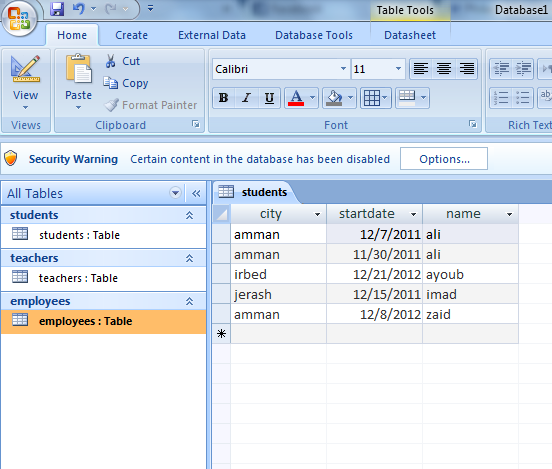 Table Tools Database1
Home Create External Data Database Tools Datasheet
View
Views
Paste
Cut
Copy
Format Painter
Clipboard
Calibri 11
B I U A
Font
Rich Text
Security Warning Certain content in the database has been disabled Options...
All Tables
students
students : Table
teachers
teachers : Table
employees
employees : Table
students
city startdate name
amman 12/7/2011 ali
amman 11/30/2011 ali
irbed 12/21/2012 ayoub
jerash 12/15/2011 imad
amman 12/8/2012 zaid